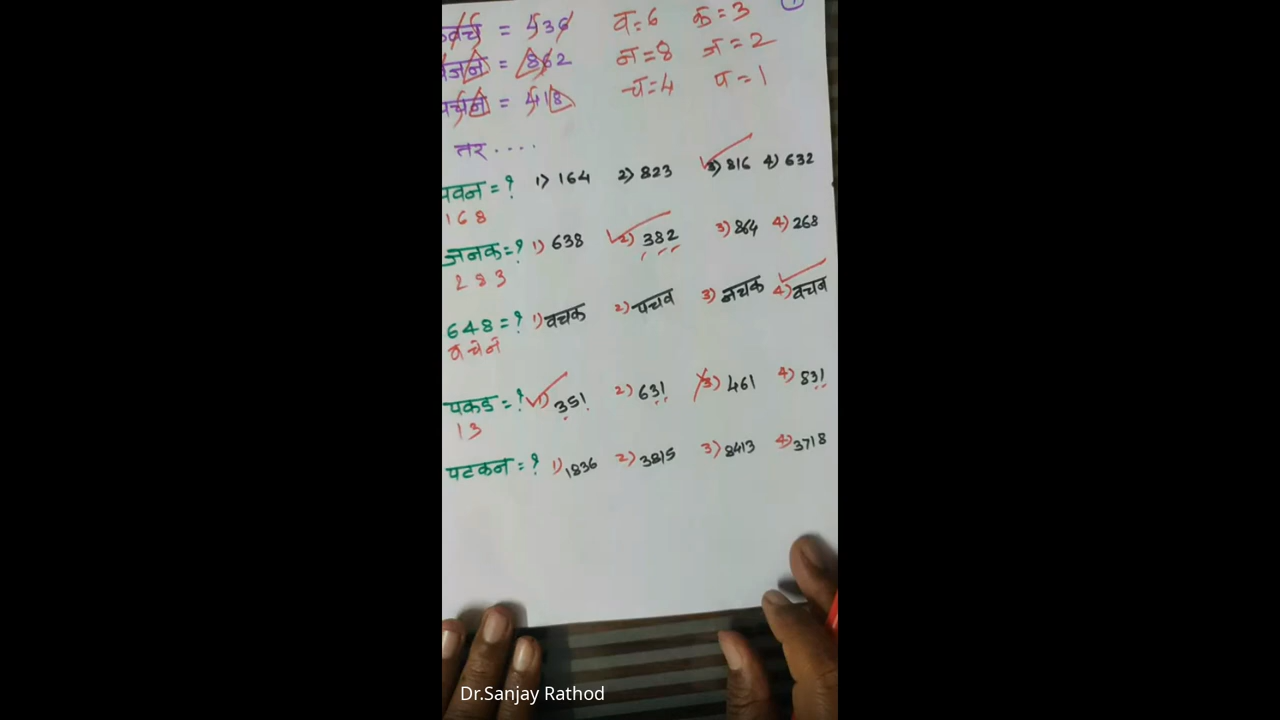 = 436 व=6 क=3
= 862 न=8 ज=2
= 418 च=4 प=1
तर ....
पवन=? 1) 164 2) 823 3) 816 4) 632
168
जनक=? 1) 638 2) 382 3) 864 4) 268
283
648=? 1) वचक 2) पचव 3) नचक 4) वचन
व च न
पकड=? 1) 351 2) 631 3) 461 4) 831
13
पटकन=? 1) 1836 2) 3815 3) 8413 4) 3718
Dr.Sanjay Rathod